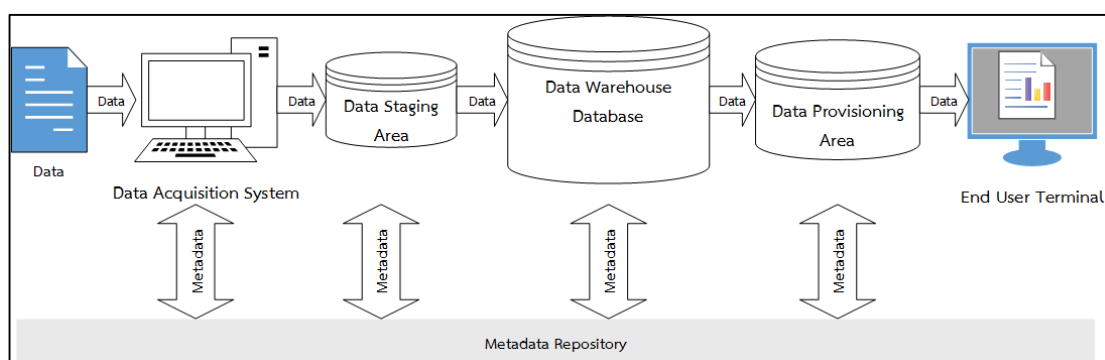 Data
Data
Data
Data
Data
Data
Data Acquisition System
Data Staging
Area
Data Warehouse
Database
Data Provisioning
Area
End User Terminal
Metadata
Metadata
Metadata
Metadata
Metadata Repository